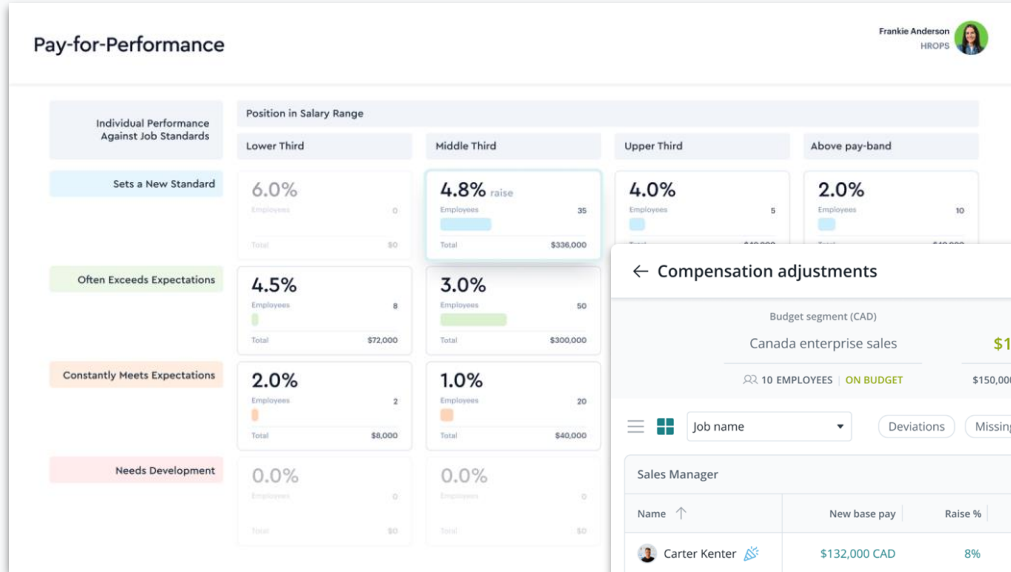 Pay-for-Performance
Frankie Anderson
HROPS
Individual Performance
Against Job Standards
Position in Salary Range
Lower Third
Middle Third
Upper Third
Above pay-band
Sets a New Standard
6.0%
Employees 0
Total $0
4.8% raise
Employees 35
Total $336,000
4.0%
Employees 5
2.0%
Employees 10
Often Exceeds Expectations
4.5%
Employees 8
Total $72,000
3.0%
Employees 50
Total $300,000
Constantly Meets Expectations
2.0%
Employees 2
Total $8,000
1.0%
Employees 20
Total $40,000
Needs Development
0.0%
Employees 0
Total $0
0.0%
Employees 0
Total $0
← Compensation adjustments
Budget segment (CAD)
Canada enterprise sales
$1
10 EMPLOYEES | ON BUDGET
$150,000
Job name
Deviations
Missing
Sales Manager
Name ↑
New base pay
Raise %
Carter Kenter
$132,000 CAD
8%